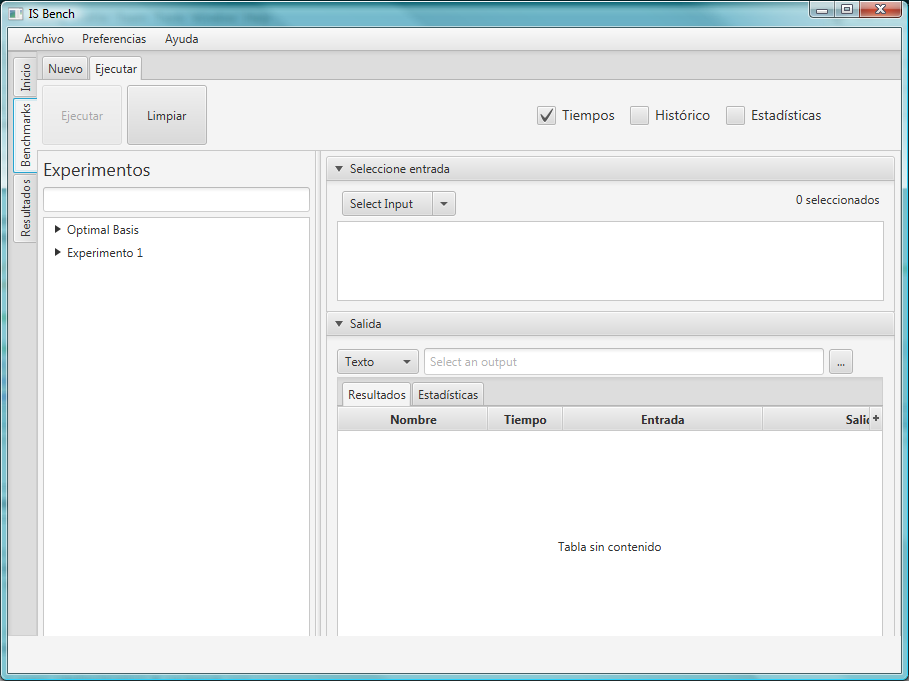 IS Bench
Archivo Preferencias Ayuda
Inicio
Benchmarks
Resultados
Nuevo Ejecutar
Ejecutar Limpiar
Tiempos Histórico Estadísticas
Experimentos
Optimal Basis
Experimento 1
Seleccione entrada
Select Input
0 seleccionados
Salida
Texto Select an output ...
Resultados Estadísticas
Nombre Tiempo Entrada Salid +
Tabla sin contenido